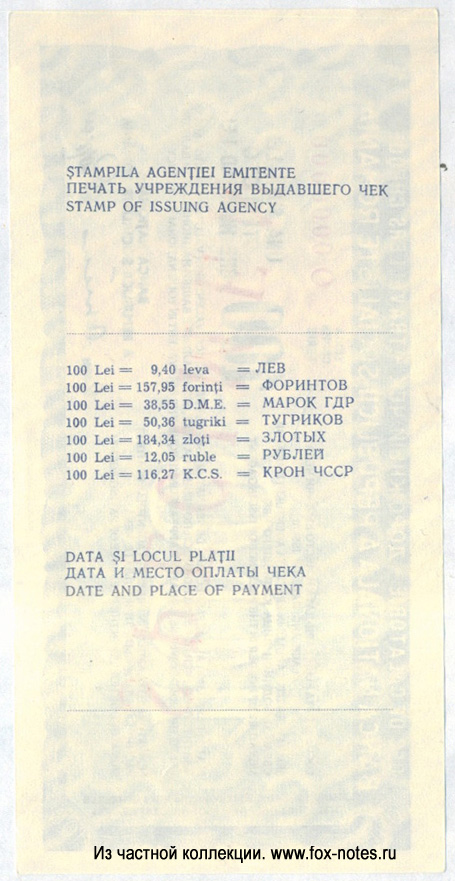 ŞTAMPILA AGENŢIEI EMITENTE
ПЕЧАТЬ УЧРЕЖДЕНИЯ ВЫДАВШЕГО ЧЕК
STAMP OF ISSUING AGENCY
100 Lei = 9,40 leva = ЛЕВ
100 Lei = 157,95 forinţi = ФОРИНТОВ
100 Lei = 38,55 D.M.E. = МАРОК ГДР
100 Lei = 50,36 tugriki = ТУГРИКОВ
100 Lei = 184,34 zloţi = ЗЛОТЫХ
100 Lei = 12,05 ruble = РУБЛЕЙ
100 Lei = 116,27 K.C.S. = КРОН ЧССР
DATA ŞI LOCUL PLAŢII
ДАТА И МЕСТО ОПЛАТЫ ЧЕКА
DATE AND PLACE OF PAYMENT
Из частной коллекции. www.fox-notes.ru